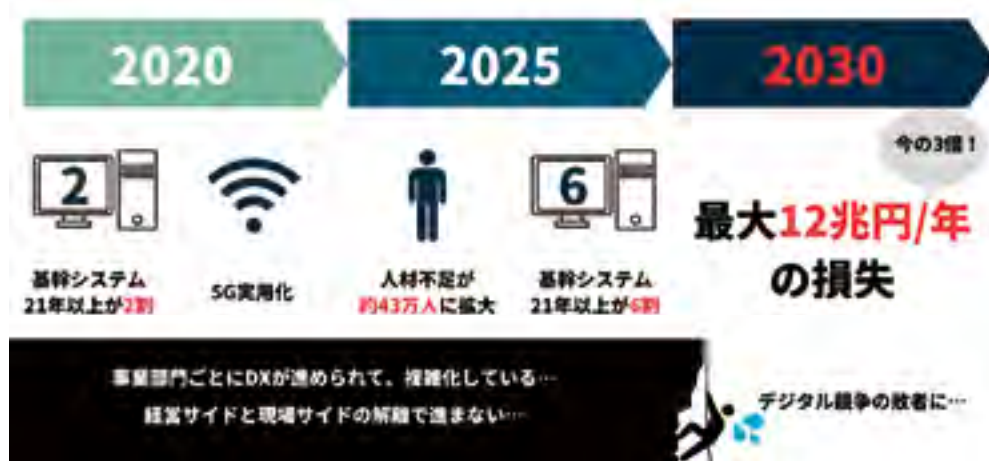 2020
2025
2030
今の3倍！
2
6
最大12兆円/年
の損失
基幹システム
21年以上が2割
5G実用化
人材不足が
約43万人に拡大
基幹システム
21年以上が6割
事業部門ごとにDXが進められて、複雑化している…
経営サイドと現場サイドの解離で進まない…
デジタル競争の敗者に…